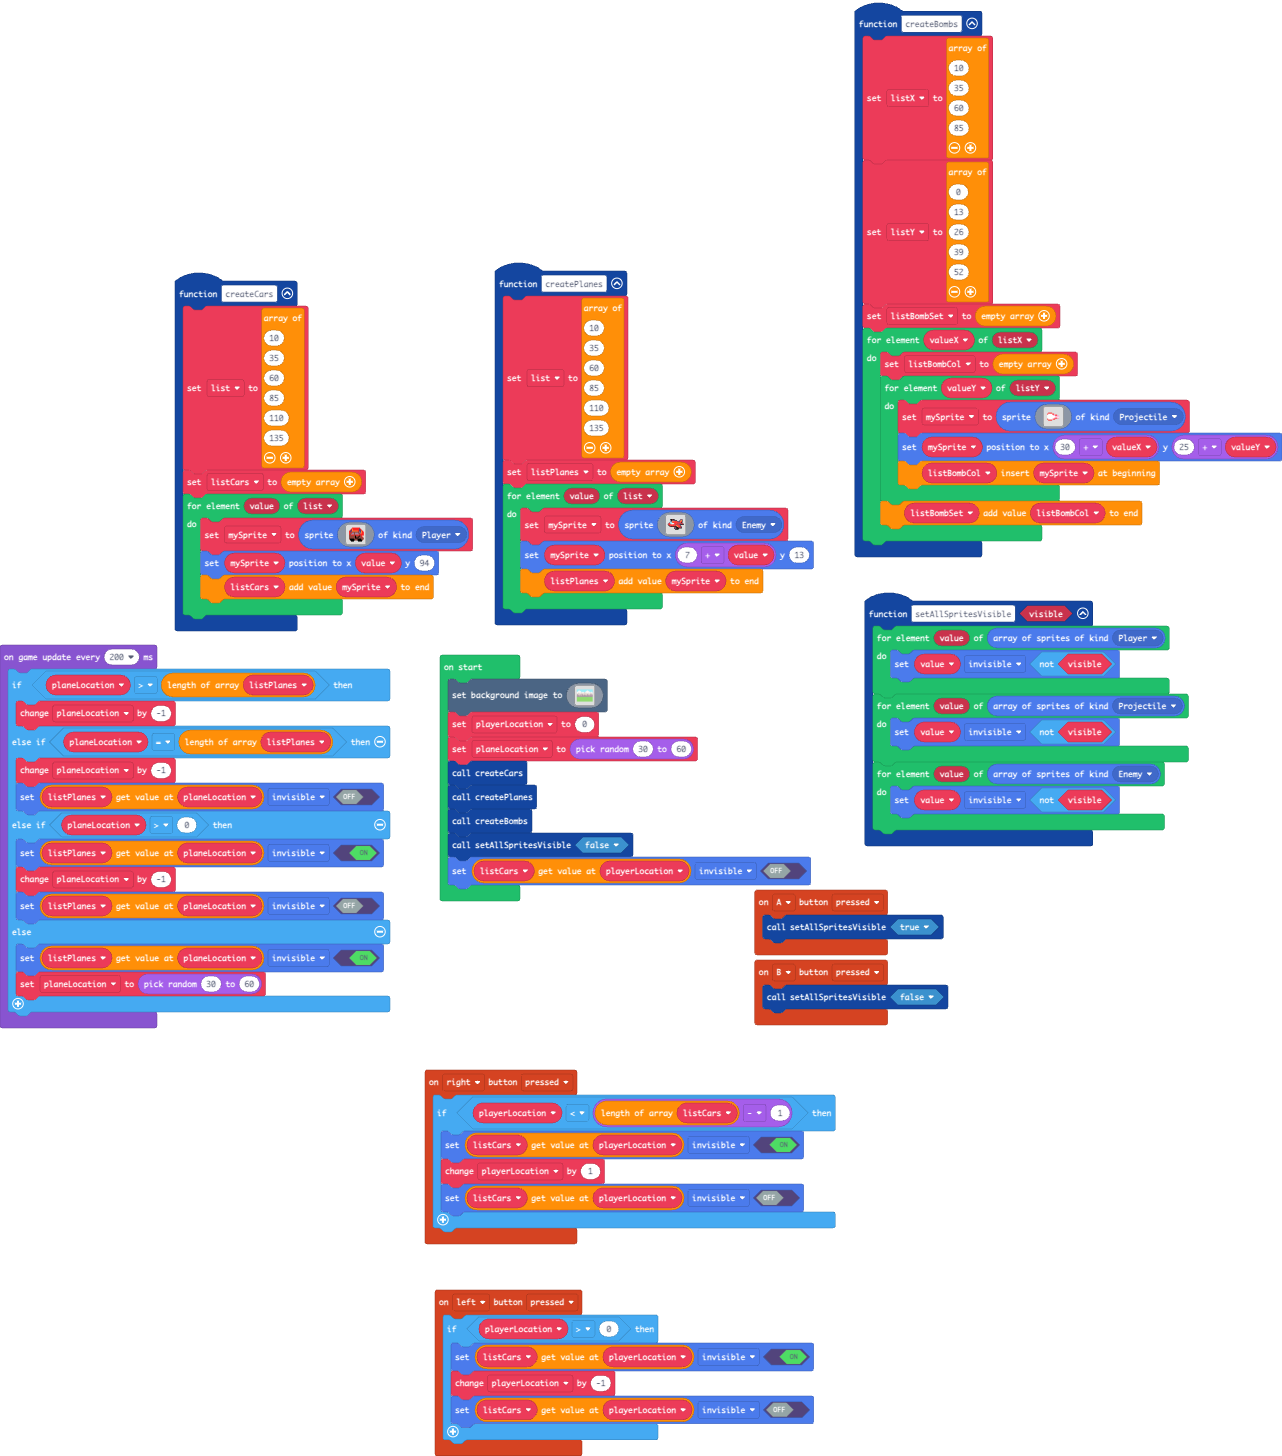 function createBombs
array of
10
35
set listX to
60
85
array of
0
13
set listY to 26
39
52
set listBombSet to empty array
for element valueX of listX
do set listBombCol to empty array
for element valueY of listY
do set mySprite to sprite of kind Projectile
set mySprite position to x 30 + valueX y 25 + valueY
listBombCol insert mySprite at beginning
listBombSet add value listBombCol to end
function createCars
array of
10
35
60
set list to
85
110
135
set listCars to empty array
for element value of list
do set mySprite to sprite of kind Player
set mySprite position to x value y 94
listCars add value mySprite to end
function createPlanes
array of
10
35
60
set list to
85
110
135
set listPlanes to empty array
for element value of list
do set mySprite to sprite of kind Enemy
set mySprite position to x 7 + value y 13
listPlanes add value mySprite to end
function setAllSpritesVisible visible
for element value of array of sprites of kind Player
do set value invisible not visible
for element value of array of sprites of kind Projectile
do set value invisible not visible
for element value of array of sprites of kind Enemy
do set value invisible not visible
on game update every 200 ms
if planeLocation > length of array listPlanes then
change planeLocation by -1
else if planeLocation = length of array listPlanes then
change planeLocation by -1
set listPlanes get value at planeLocation invisible OFF
else if planeLocation > 0 then
set listPlanes get value at planeLocation invisible ON
change planeLocation by -1
set listPlanes get value at planeLocation invisible OFF
else
set listPlanes get value at planeLocation invisible ON
set planeLocation to pick random 30 to 60
on start
set background image to
set playerLocation to 0
set planeLocation to pick random 30 to 60
call createCars
call createPlanes
call createBombs
call setAllSpritesVisible false
set listCars get value at playerLocation invisible OFF
on A button pressed
call setAllSpritesVisible true
on B button pressed
call setAllSpritesVisible false
on right button pressed
if playerLocation < length of array listCars - 1 then
set listCars get value at playerLocation invisible ON
change playerLocation by 1
set listCars get value at playerLocation invisible OFF
on left button pressed
if playerLocation > 0 then
set listCars get value at playerLocation invisible ON
change playerLocation by -1
set listCars get value at playerLocation invisible OFF